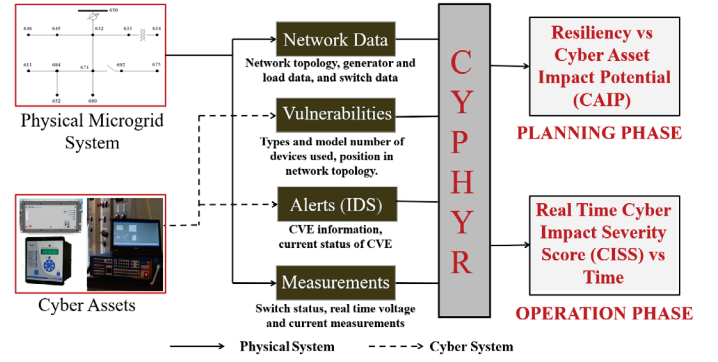 650
646
645
632
633
634
611
684
671
692
675
652
680
Physical Microgrid
System
Cyber Assets
Network Data
Network topology, generator and
load data, and switch data
Vulnerabilities
Types and model number of
devices used, position in
network topology.
Alerts (IDS)
CVE information,
current status of CVE
Measurements
Switch status, real time voltage
and current measurements
C
Y
P
H
Y
R
Resiliency vs
Cyber Asset
Impact Potential
(CAIP)
PLANNING PHASE
Real Time Cyber
Impact Severity
Score (CISS) vs
Time
OPERATION PHASE
Physical System
Cyber System